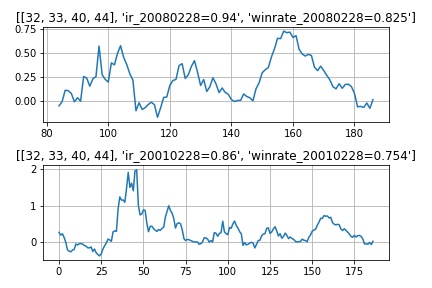 [[32, 33, 40, 44], 'ir_20080228=0.94', 'winrate_20080228=0.825']
0.75
0.50
0.25
0.00
80 100 120 140 160 180
[[32, 33, 40, 44], 'ir_20010228=0.86', 'winrate_20010228=0.754']
2
1
0
0 25 50 75 100 125 150 175